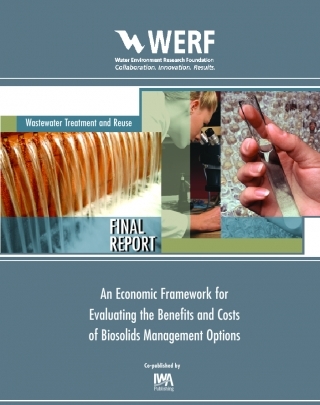 WERF
Water Environment Research Foundation
Collaboration. Innovation. Results.
Wastewater Treatment and Reuse
FINAL
REPORT
An Economic Framework for
Evaluating the Benefits and Costs
of Biosolids Management Options
Co-published by
IWA
Publishing